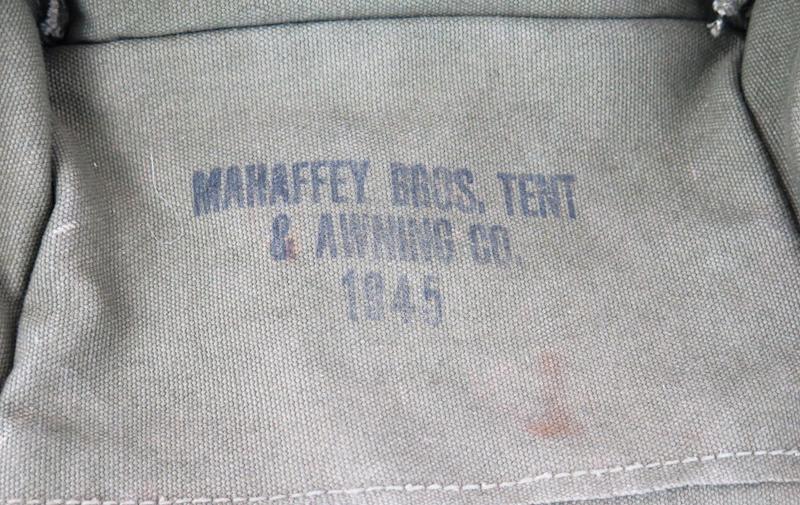 MAHAFFEY BROS. TENT
& AWNING CO.
1945